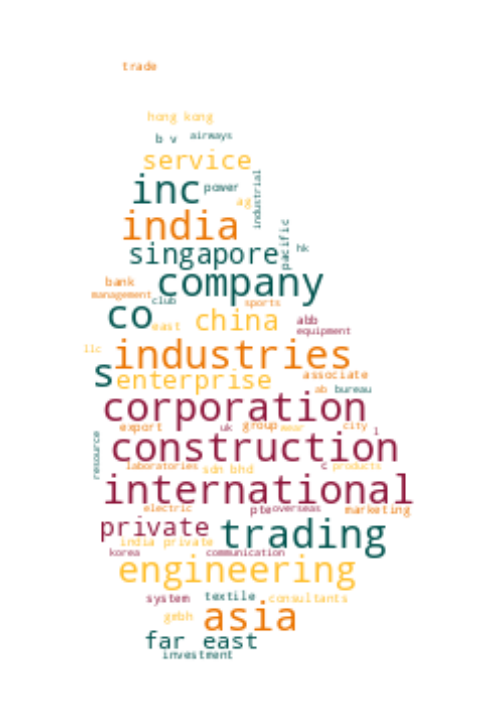 trade
hong kong
b v airways
service
inc power industrial
ag
india
singapore pacific hk
bank company
management club sports
co east china abb
equipment
llc industries
s enterprise associate
ab bureau
corporation
export uk group wear city l
resource construction
laboratories sdn bhd c products
international
electric pte overseas marketing
private trading
india private
korea communication
engineering
system textile consultants
gmbh asia
far east
investment